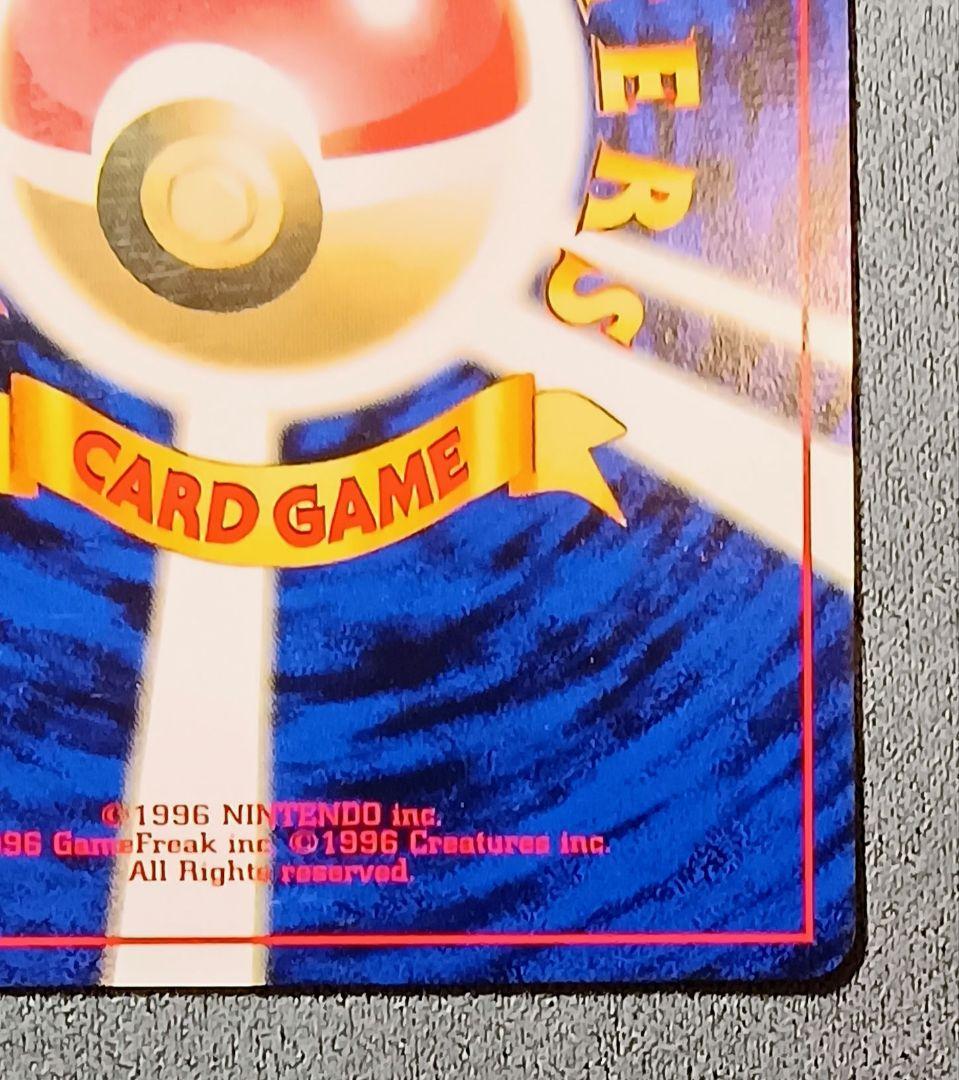 ERS
CARD GAME
©1996 NINTENDO inc.
96 GameFreak inc ©1996 Creatures inc.
All Rights reserved.